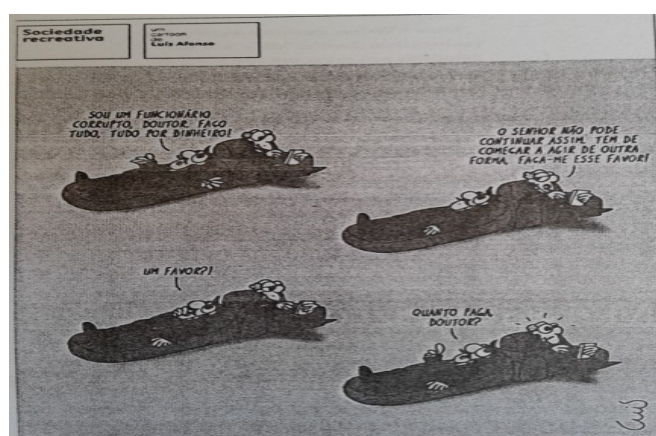 Sociedade
recreativa
um
cartoon
de
Luís Afonso
SOU UM FUNCIONÁRIO
CORRUPTO, DOUTOR. FAÇO
TUDO, TUDO POR DINHEIRO!
O SENHOR NÃO PODE
CONTINUAR ASSIM. TEM DE
COMEÇAR A AGIR DE OUTRA
FORMA, FAÇA-ME ESSE FAVOR!
UM FAVOR?!
QUANTO PAGA,
DOUTOR?